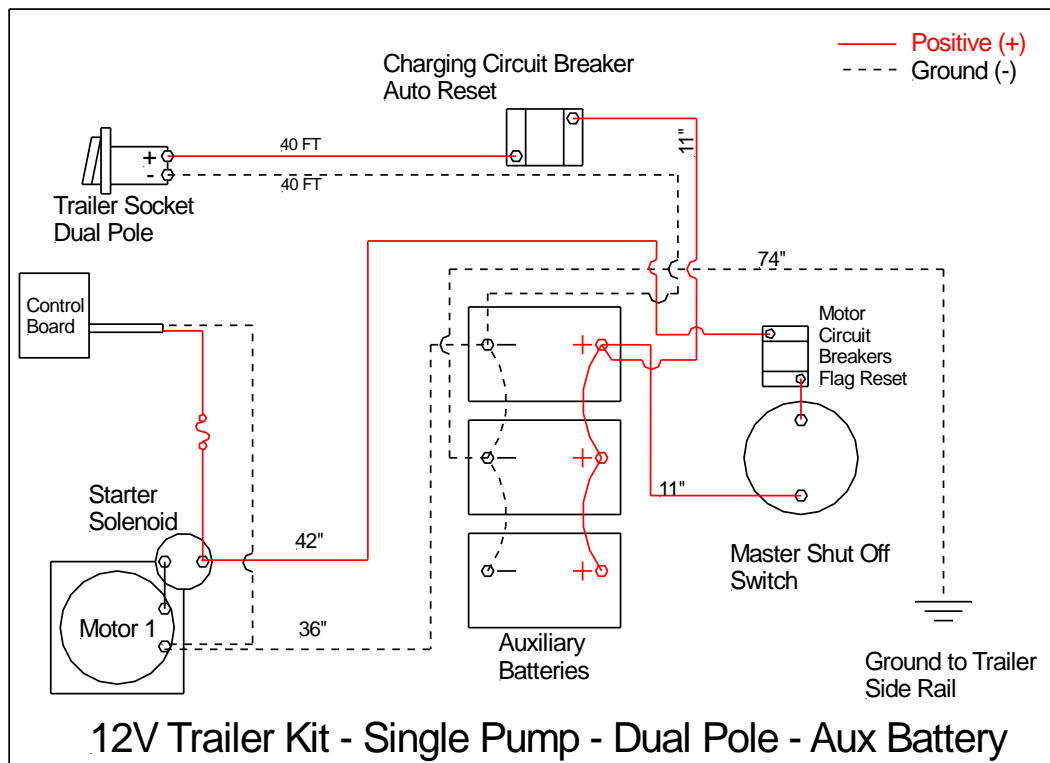 Positive (+)
Ground (-)
Charging Circuit Breaker
Auto Reset
40 FT
11"
+
-
40 FT
Trailer Socket
Dual Pole
74"
Control
Board
Motor
Circuit
Breakers
Flag Reset
— +
— +
11"
Starter
Solenoid
42"
Master Shut Off
Switch
— +
Motor 1
36"
Auxiliary
Batteries
Ground to Trailer
Side Rail
12V Trailer Kit - Single Pump - Dual Pole - Aux Battery